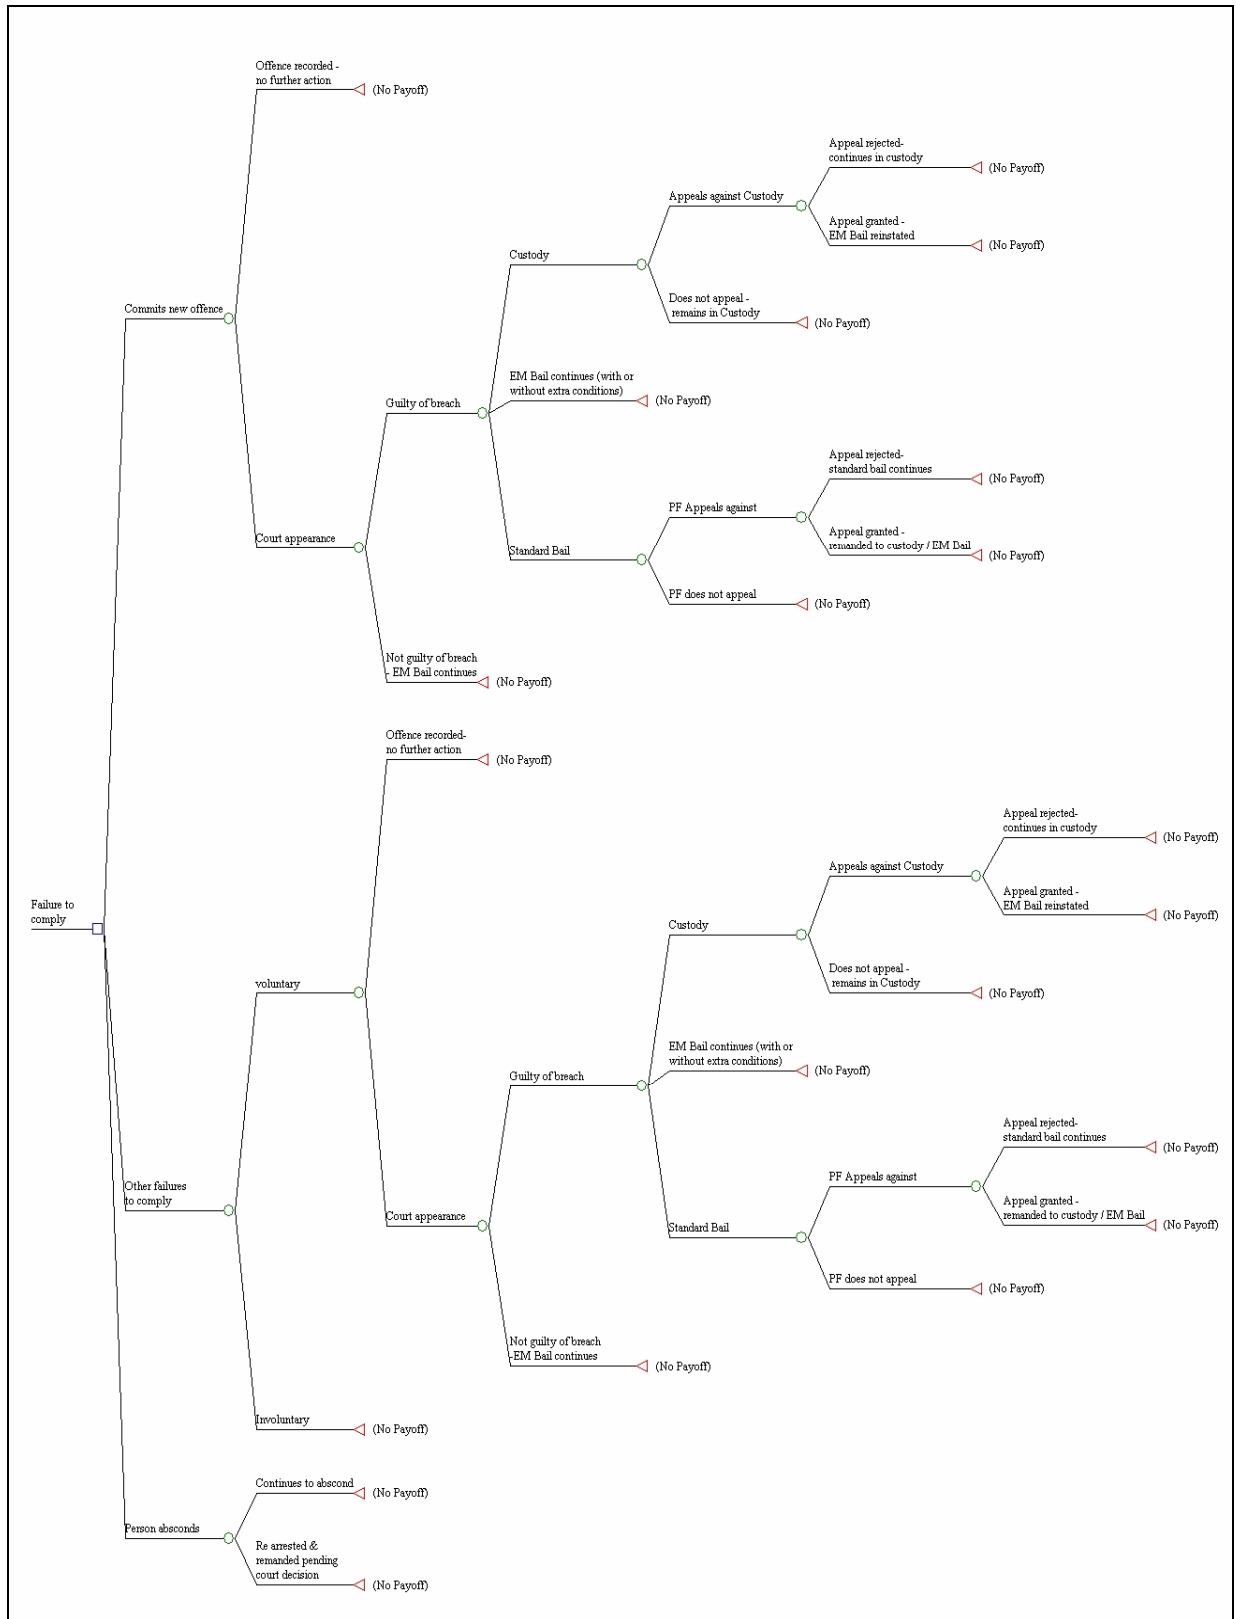 Offence recorded -
no further action
(No Payoff)
Appeal rejected-
continues in custody
(No Payoff)
Appeals against Custody
Appeal granted -
EM Bail reinstated
(No Payoff)
Custody
Does not appeal -
remains in Custody
(No Payoff)
Commits new offence
EM Bail continues (with or
without extra conditions)
(No Payoff)
Guilty of breach
Appeal rejected-
standard bail continues
(No Payoff)
PF Appeals against
Appeal granted -
remanded to custody / EM Bail
(No Payoff)
Court appearance
Standard Bail
PF does not appeal
(No Payoff)
Not guilty of breach
- EM Bail continues
(No Payoff)
Offence recorded-
no further action
(No Payoff)
Appeal rejected-
continues in custody
(No Payoff)
Appeals against Custody
Appeal granted -
EM Bail reinstated
(No Payoff)
Failure to
comply
Custody
Does not appeal -
remains in Custody
(No Payoff)
voluntary
EM Bail continues (with or
without extra conditions)
(No Payoff)
Guilty of breach
Appeal rejected-
standard bail continues
(No Payoff)
PF Appeals against
Appeal granted -
remanded to custody / EM Bail
(No Payoff)
Other failures
to comply
Court appearance
Standard Bail
PF does not appeal
(No Payoff)
Not guilty of breach
-EM Bail continues
(No Payoff)
Involuntary
(No Payoff)
Continues to abscond
(No Payoff)
Person absconds
Re arrested &
remanded pending
court decision
(No Payoff)